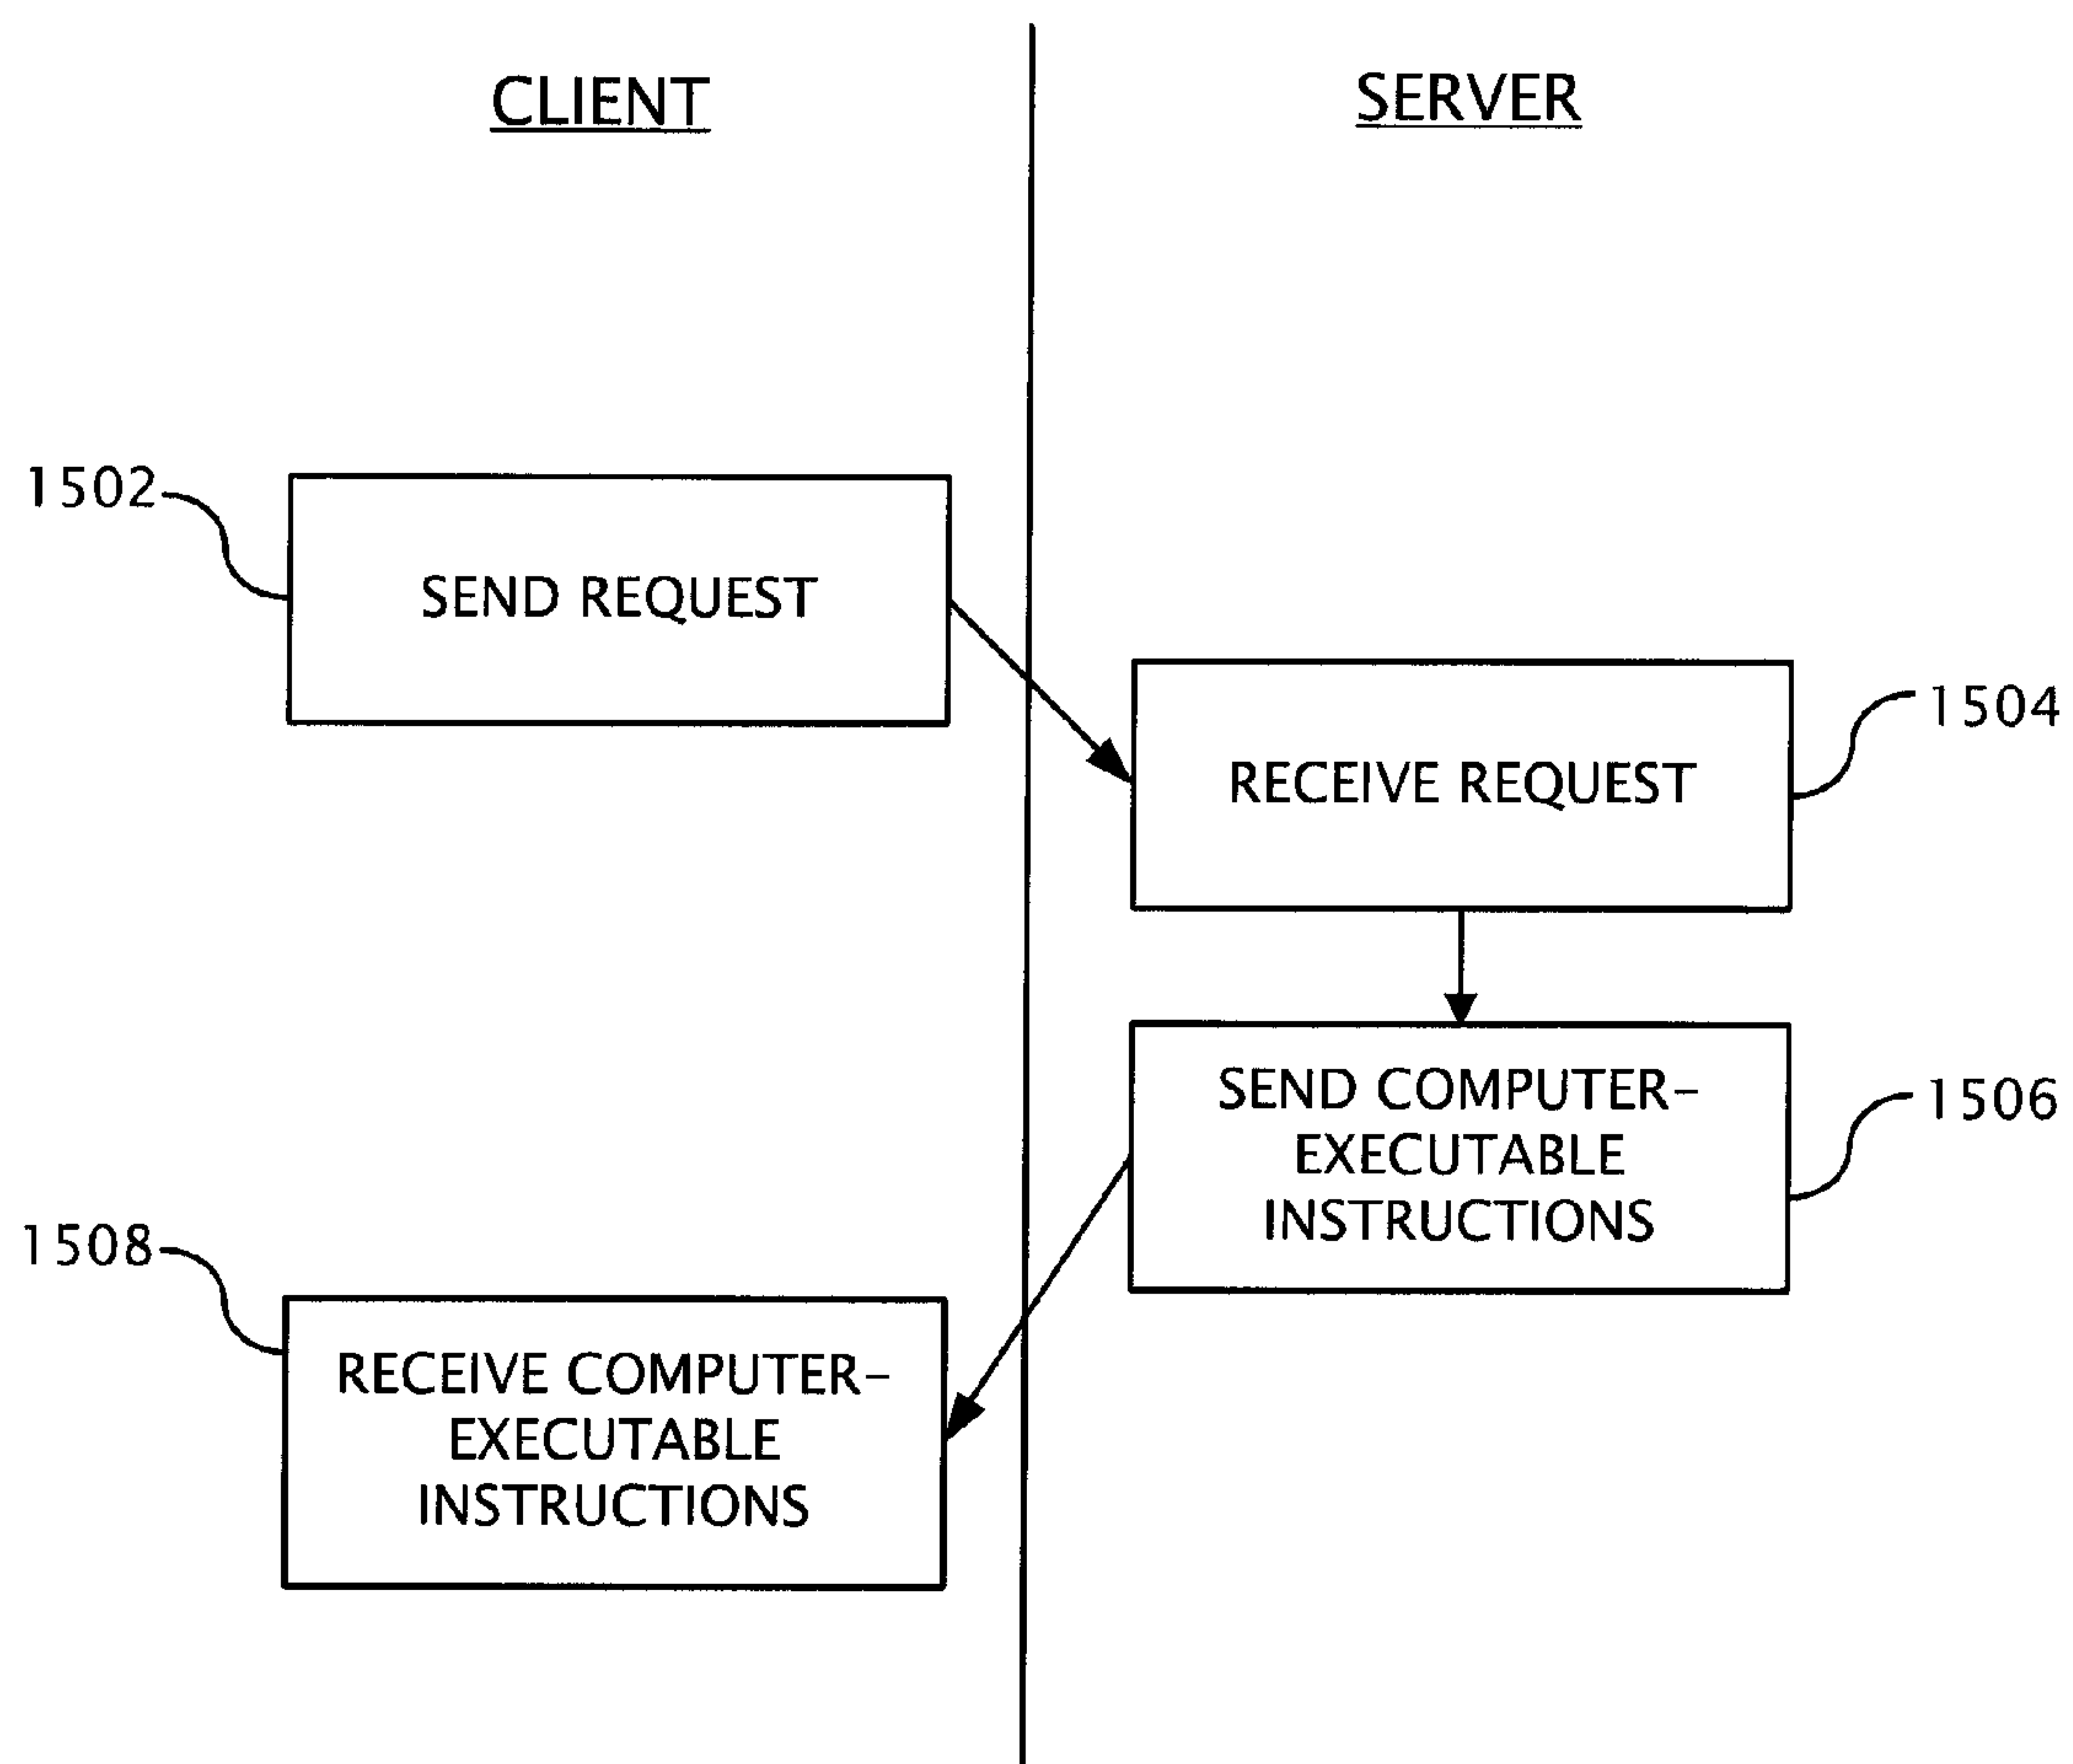 CLIENT
SERVER
1502
SEND REQUEST
1504
RECEIVE REQUEST
SEND COMPUTER-
EXECUTABLE
INSTRUCTIONS
1506
1508
RECEIVE COMPUTER-
EXECUTABLE
INSTRUCTIONS